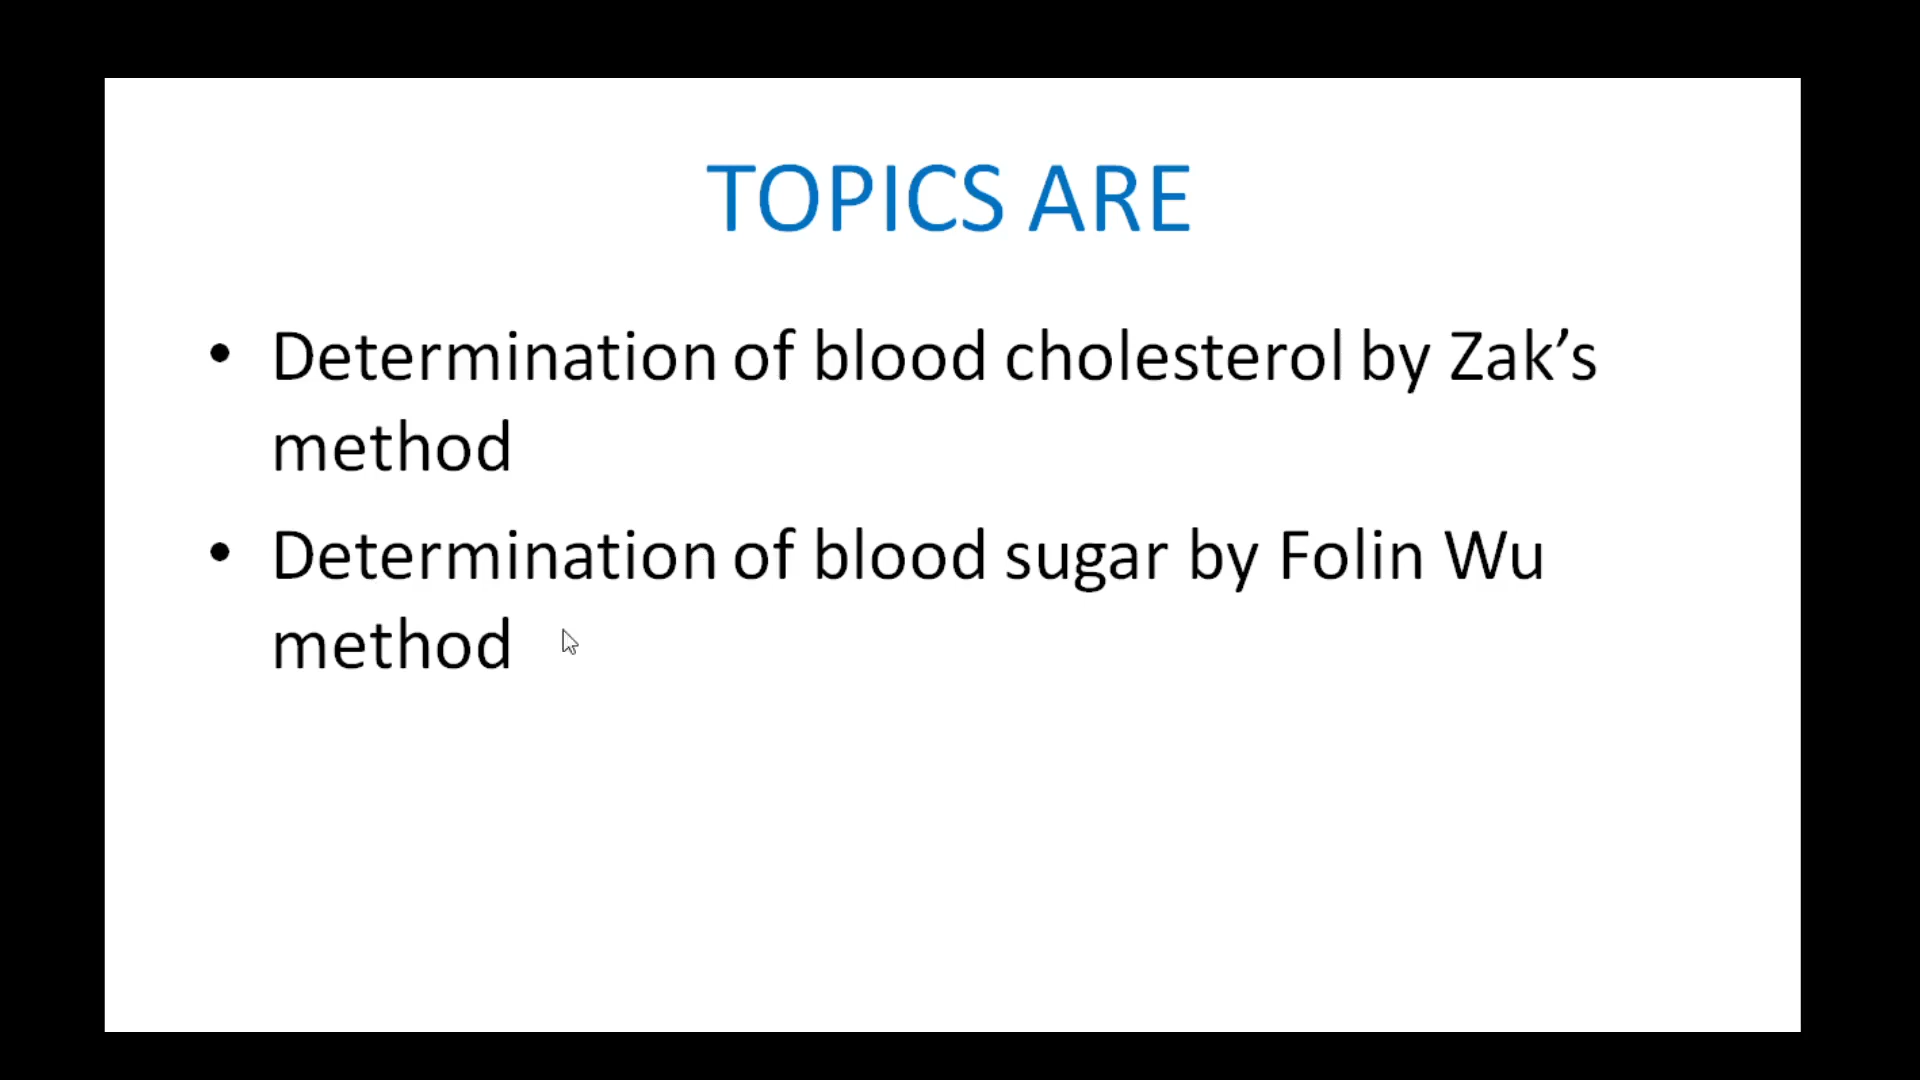 TOPICS ARE
• Determination of blood cholesterol by Zak’s
method
• Determination of blood sugar by Folin Wu
method